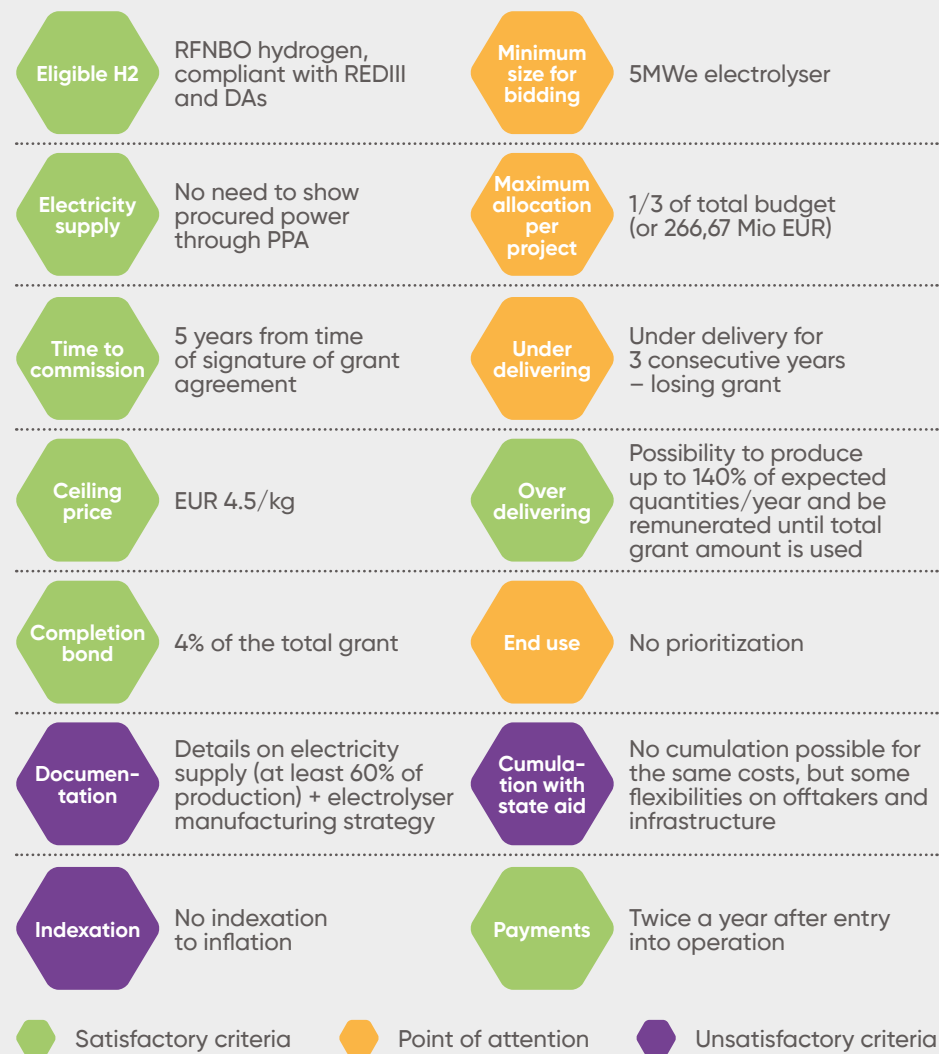 Eligible H2
RFNBO hydrogen,
compliant with REDIII
and DAs
Minimum
size for
bidding
5MWe electrolyser
Electricity
supply
No need to show
procured power
through PPA
Maximum
allocation
per
project
1/3 of total budget
(or 266,67 Mio EUR)
Time to
commission
5 years from time
of signature of grant
agreement
Under
delivering
Under delivery for
3 consecutive years
– losing grant
Ceiling
price
EUR 4.5/kg
Over
delivering
Possibility to produce
up to 140% of expected
quantities/year and be
remunerated until total
grant amount is used
Completion
bond
4% of the total grant
End use
No prioritization
Documen-
tation
Details on electricity
supply (at least 60% of
production) + electrolyser
manufacturing strategy
Cumula-
tion with
state aid
No cumulation possible for
the same costs, but some
flexibilities on offtakers and
infrastructure
Indexation
No indexation
to inflation
Payments
Twice a year after entry
into operation
Satisfactory criteria
Point of attention
Unsatisfactory criteria